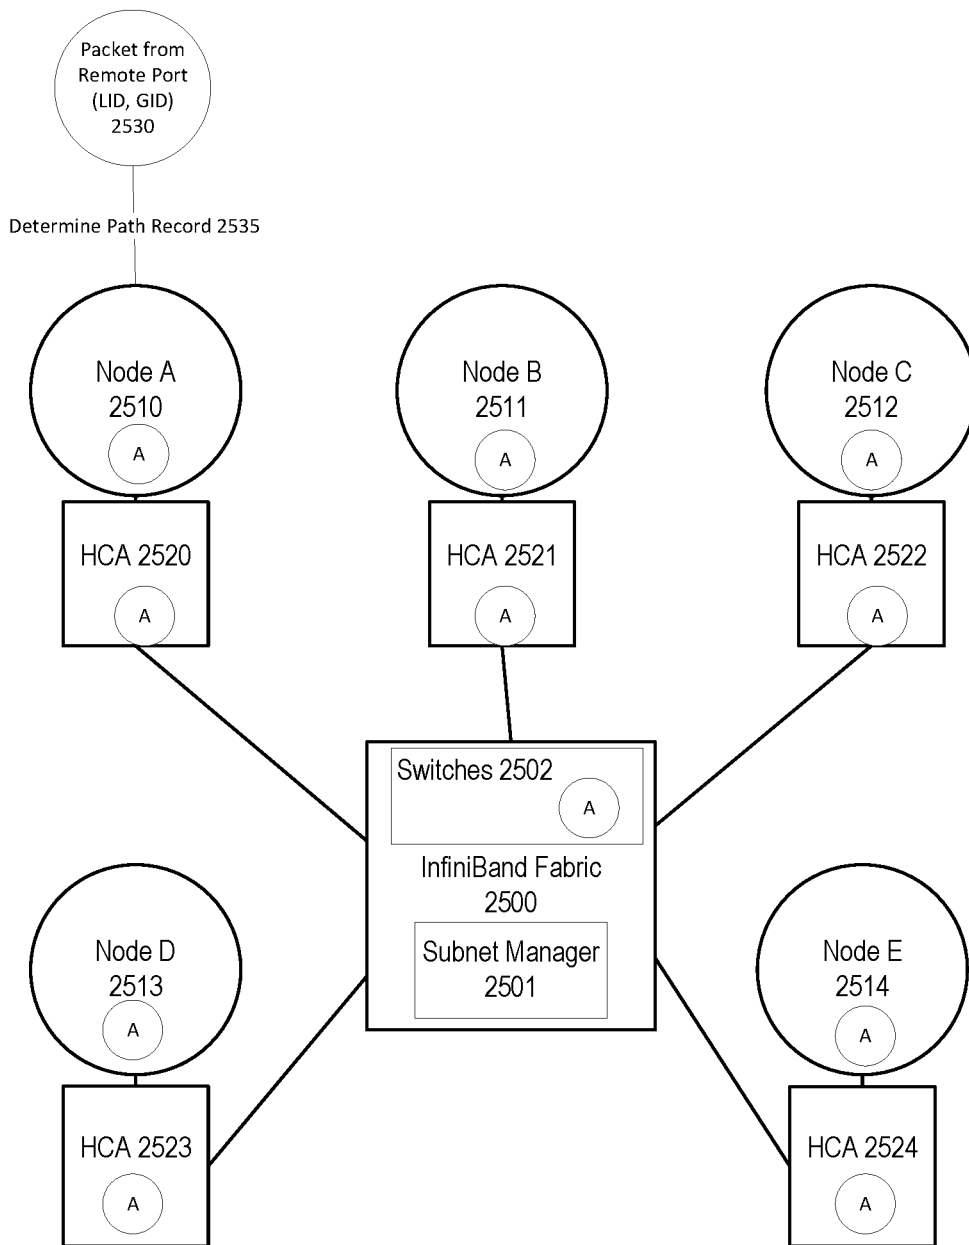 Packet from
Remote Port
(LID, GID)
2530
Determine Path Record 2535
Node A
2510
A
Node B
2511
A
Node C
2512
A
HCA 2520
A
HCA 2521
A
HCA 2522
A
Switches 2502
A
InfiniBand Fabric
2500
Subnet Manager
2501
Node D
2513
A
Node E
2514
A
HCA 2523
A
HCA 2524
A